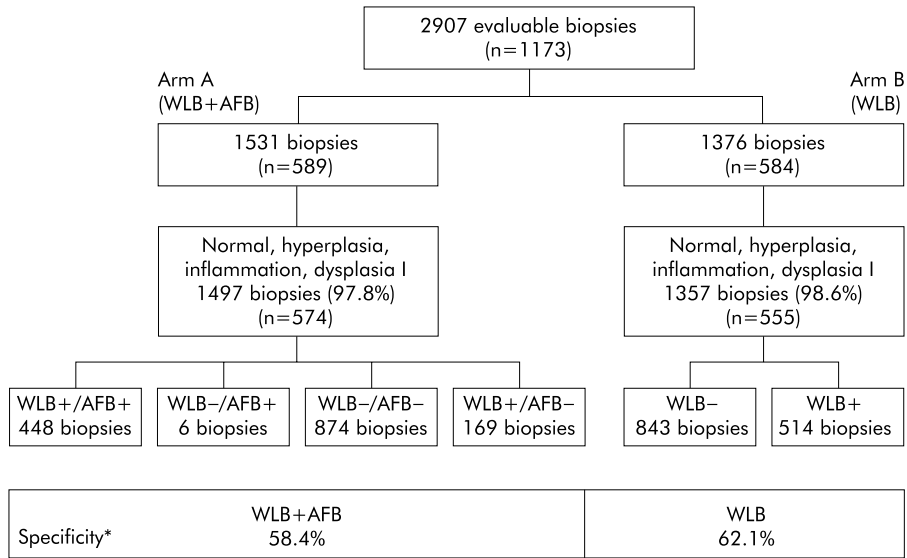 2907 evaluable biopsies
(n=1173)
Arm A
(WLB+AFB)
Arm B
(WLB)
1531 biopsies
(n=589)
1376 biopsies
(n=584)
Normal, hyperplasia,
inflammation, dysplasia I
1497 biopsies (97.8%)
(n=574)
Normal, hyperplasia,
inflammation, dysplasia I
1357 biopsies (98.6%)
(n=555)
WLB+/AFB+
448 biopsies
WLB−/AFB+
6 biopsies
WLB−/AFB−
874 biopsies
WLB+/AFB−
169 biopsies
WLB−
843 biopsies
WLB+
514 biopsies
WLB+AFB
WLB
Specificity*
58.4%
62.1%